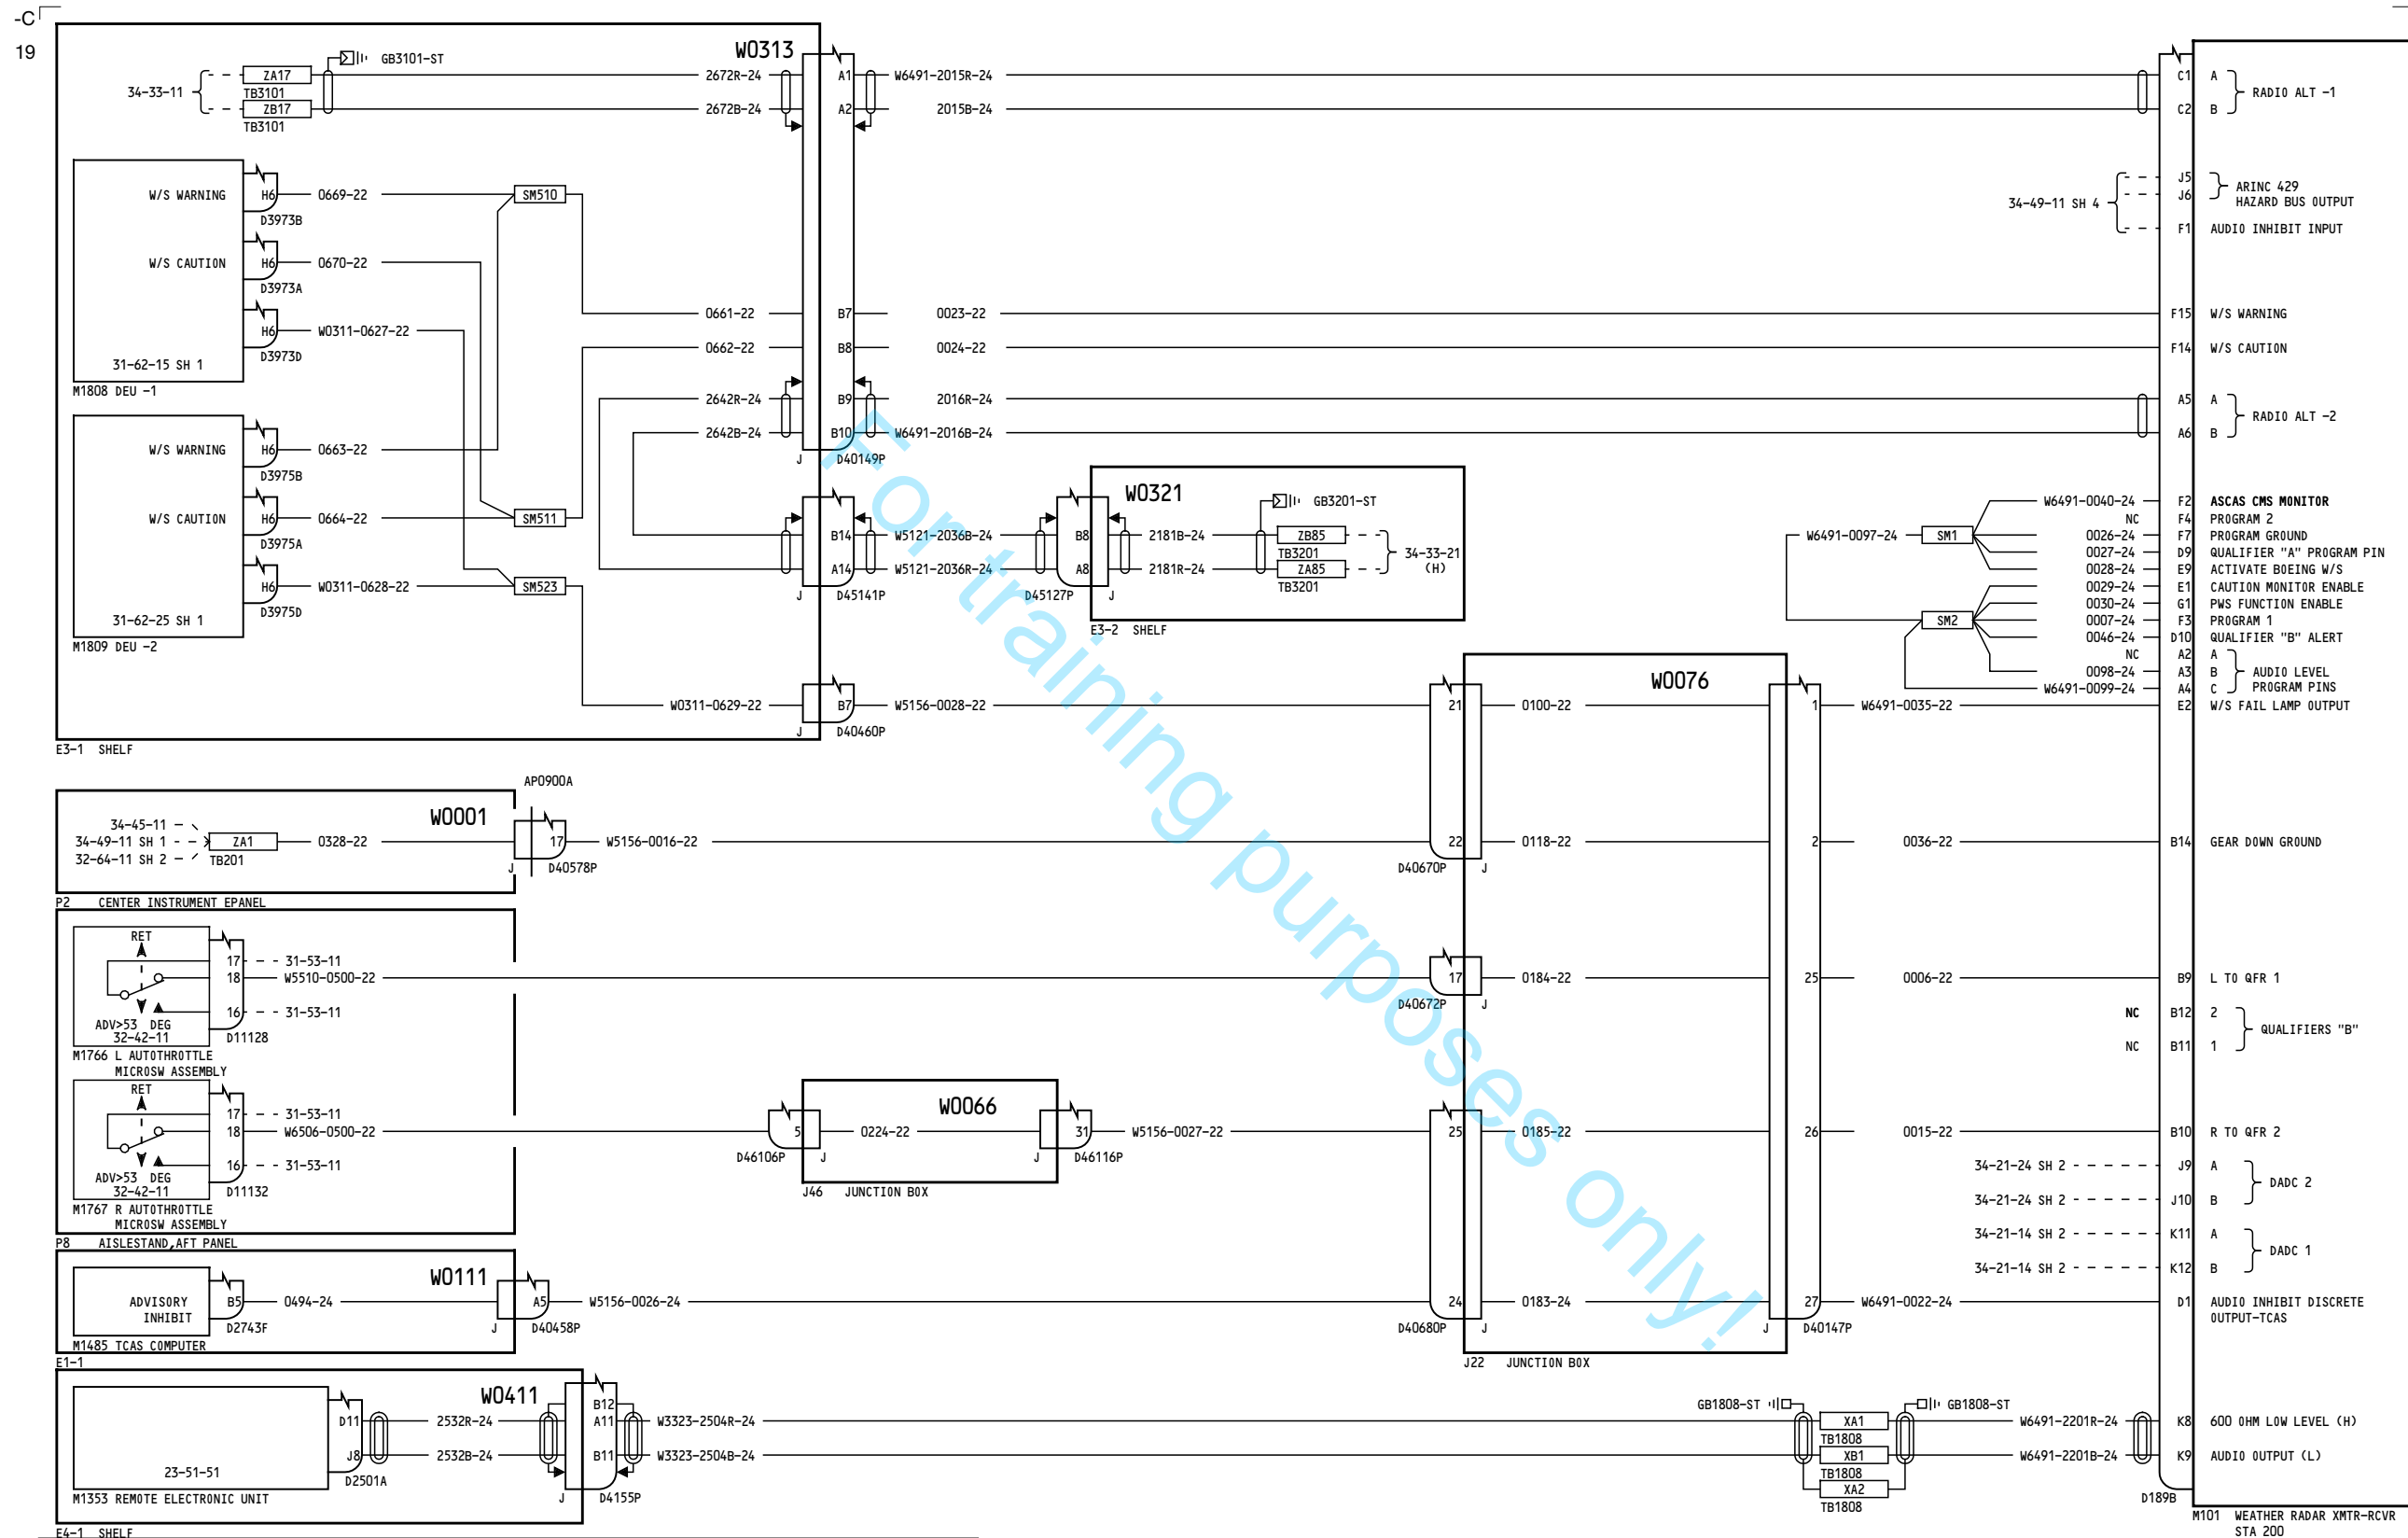 -C
19
W0313
GB3101-ST
34-33-11
ZA17
TB3101
ZB17
TB3101
2672R-24
2672B-24
A1
A2
W6491-2015R-24
2015B-24
C1 A
C2 B
RADIO ALT -1
W/S WARNING
H6
0669-22
D3973B
SM510
W/S CAUTION
H6
0670-22
D3973A
H6
W0311-0627-22
D3973D
31-62-15 SH 1
M1808 DEU -1
34-49-11 SH 4
J5
J6
ARINC 429
HAZARD BUS OUTPUT
F1 AUDIO INHIBIT INPUT
0661-22 B7 0023-22
F15 W/S WARNING
0662-22 B8 0024-22
F14 W/S CAUTION
2642R-24 B9 2016R-24
A5 A
2642B-24 B10 W6491-2016B-24
A6 B
RADIO ALT -2
J D40149P
W/S WARNING
H6
0663-22
D3975B
W/S CAUTION
H6
0664-22
D3975A
SM511
H6
W0311-0628-22
D3975D
SM523
31-62-25 SH 1
M1809 DEU -2
B14 W5121-2036B-24
A14 W5121-2036R-24
J D45141P
W0321
GB3201-ST
B8 2181B-24 ZB85
TB3201
A8 2181R-24 ZA85
TB3201
34-33-21
(H)
D45127P J
E3-2 SHELF
W6491-0097-24 SM1
SM2
W6491-0040-24 F2 ASCAS CMS MONITOR
NC F4 PROGRAM 2
0026-24 F7 PROGRAM GROUND
0027-24 D9 QUALIFIER "A" PROGRAM PIN
0028-24 E9 ACTIVATE BOEING W/S
0029-24 E1 CAUTION MONITOR ENABLE
0030-24 G1 PWS FUNCTION ENABLE
0007-24 F3 PROGRAM 1
0046-24 D10 QUALIFIER "B" ALERT
NC A2 A
0098-24 A3 B AUDIO LEVEL
W6491-0099-24 A4 C PROGRAM PINS
W0311-0629-22 B7 W5156-0028-22
J D40460P
E3-1 SHELF
W0076
21 0100-22 1 W6491-0035-22
E2 W/S FAIL LAMP OUTPUT
AP0900A
W0001
34-45-11
34-49-11 SH 1
32-64-11 SH 2
ZA1
TB201
0328-22
17 W5156-0016-22
J D40578P
22 0118-22 2 0036-22
B14 GEAR DOWN GROUND
D40670P J
P2 CENTER INSTRUMENT EPANEL
RET
17 31-53-11
18 W5510-0500-22
16 31-53-11
ADV>53 DEG
32-42-11
D11128
M1766 L AUTOTHROTTLE
MICROSW ASSEMBLY
17 0184-22 25 0006-22
B9 L TO QFR 1
D40672P J
NC B12 2
NC B11 1
QUALIFIERS "B"
RET
17 31-53-11
18 W6506-0500-22
16 31-53-11
ADV>53 DEG
32-42-11
D11132
M1767 R AUTOTHROTTLE
MICROSW ASSEMBLY
P8 AISLESTAND,AFT PANEL
W0066
5 0224-22 31 W5156-0027-22
D46106P J
J D46116P
J46 JUNCTION BOX
25 0185-22 26 0015-22
B10 R TO QFR 2
34-21-24 SH 2 J9 A
34-21-24 SH 2 J10 B
DADC 2
34-21-14 SH 2 K11 A
34-21-14 SH 2 K12 B
DADC 1
W0111
ADVISORY
INHIBIT
B5 0494-24
D2743F
A5 W5156-0026-24
J D40458P
M1485 TCAS COMPUTER
E1-1
24 0183-24 27 W6491-0022-24
D40680P J
J D40147P
D1 AUDIO INHIBIT DISCRETE
OUTPUT-TCAS
J22 JUNCTION BOX
W0411
B12
D11 2532R-24 A11 W3323-2504R-24
J8 2532B-24 B11 W3323-2504B-24
D2501A
J D4155P
23-51-51
M1353 REMOTE ELECTRONIC UNIT
E4-1 SHELF
GB1808-ST GB1808-ST
XA1
TB1808
XB1
TB1808
XA2
TB1808
W6491-2201R-24 K8 600 OHM LOW LEVEL (H)
W6491-2201B-24 K9 AUDIO OUTPUT (L)
D189B
M101 WEATHER RADAR XMTR-RCVR
STA 200
For training purposes only!